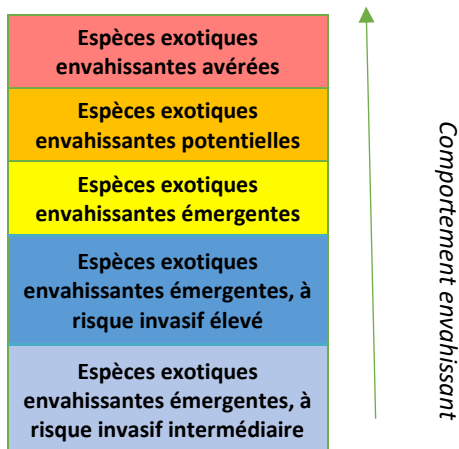 Espèces exotiques
envahissantes avérées
Espèces exotiques
envahissantes potentielles
Espèces exotiques
envahissantes émergentes
Espèces exotiques
envahissantes émergentes, à
risque invasif élevé
Espèces exotiques
envahissantes émergentes, à
risque invasif intermédiaire
Comportement envahissant